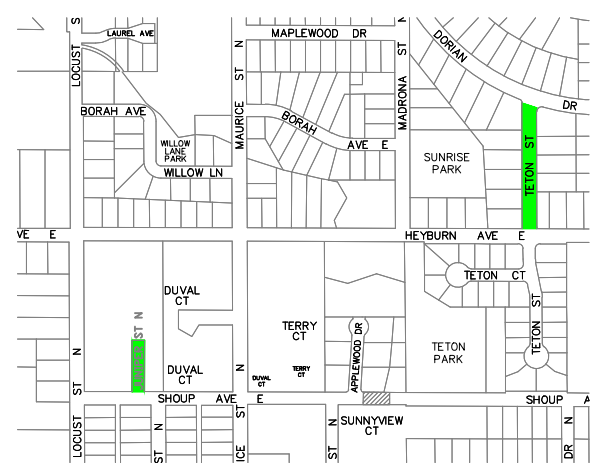 LAUREL AVE
MAPLEWOOD DR
DORIAN
DR
LOCUST S
MAURICE ST N
MADRONA ST N
BORAH AVE
BORAH
AVE E
WILLOW
LANE
PARK
WILLOW LN
SUNRISE
PARK
TETON ST
VE E
HEYBURN AVE E
TETON CT
TETON ST
DUVAL
CT
ST N
TERRY
CT
APPLEWOOD DR
TETON
PARK
DUVAL
CT
DUVAL
CT
TERRY
CT
SHOUP AVE E
SHOUP A
LOCUST ST N
ST N
ICE ST N
ST N
SUNNYVIEW
CT
DR N